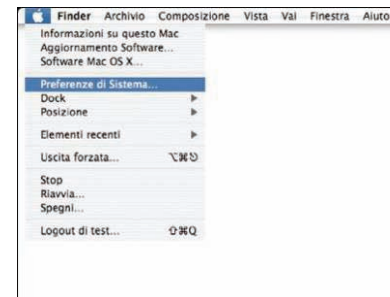 Finder Archivio Composizione Vista Vai Finestra Aiuto
Informazioni su questo Mac
Aggiornamento Software...
Software Mac OS X...
Preferenze di Sistema...
Dock
Posizione
Elementi recenti
Uscita forzata... ⌥⌘⎋
Stop
Riavvia...
Spegni...
Logout di test... ⇧⌘Q